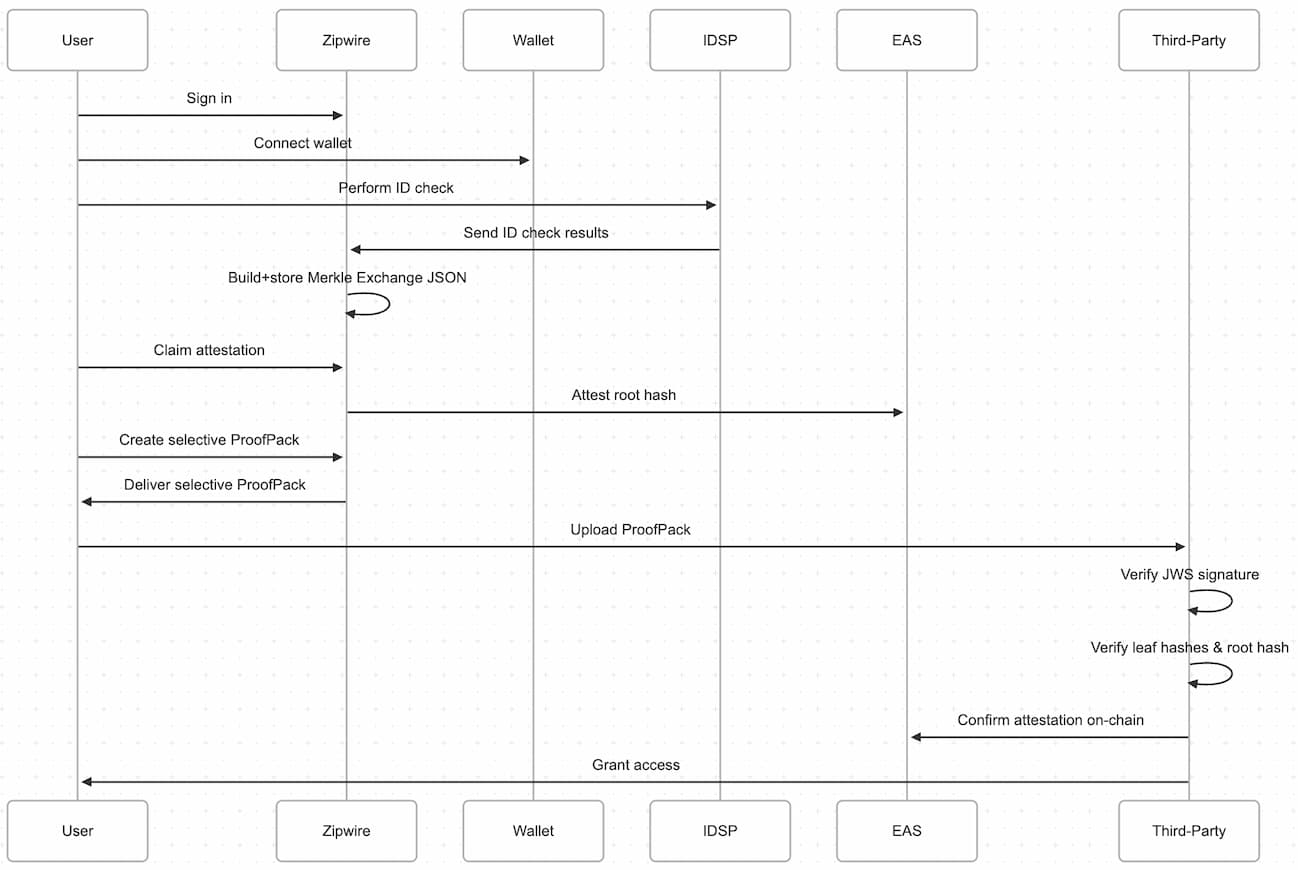 User
Zipwire
Wallet
IDSP
EAS
Third-Party
Sign in
Connect wallet
Perform ID check
Send ID check results
Build+store Merkle Exchange JSON
Claim attestation
Attest root hash
Create selective ProofPack
Deliver selective ProofPack
Upload ProofPack
Verify JWS signature
Verify leaf hashes & root hash
Confirm attestation on-chain
Grant access
User
Zipwire
Wallet
IDSP
EAS
Third-Party